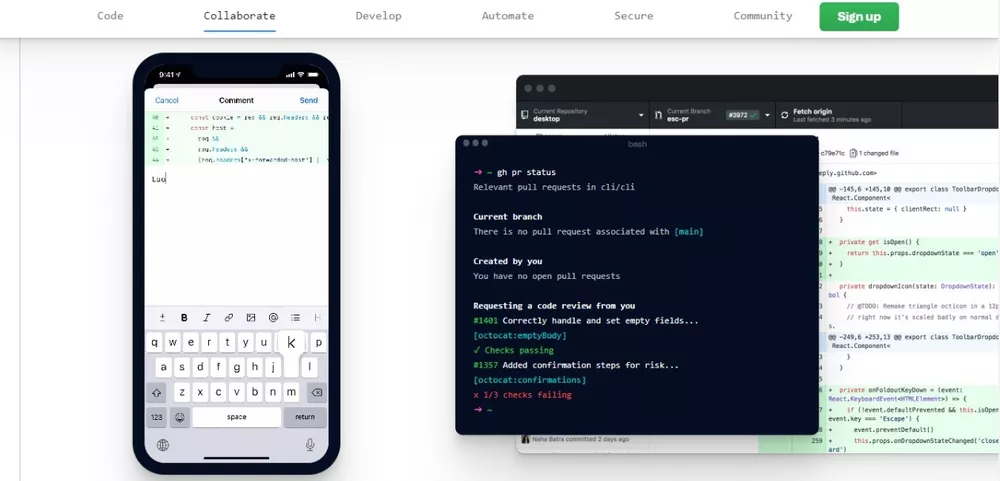 Code Collaborate Develop Automate Secure Community Sign up
9:41
Cancel Comment Send
40 + const cookie = req && req.headers && re
41 + const host =
42 + req &&
43 + req.headers &&
44 + (req.headers['x-forwarded-host'] |
Loo
B I H
q w e r t y u K p
a s d f g h j l
z x c v b n m
123 space return
Current Repository
desktop
Current Branch
esc-pr
#3972
Fetch origin
Last fetched 3 minutes ago
bash
→ ~ gh pr status
Relevant pull requests in cli/cli
Current branch
There is no pull request associated with [main]
Created by you
You have no open pull requests
Requesting a code review from you
#1401 Correctly handle and set empty fields...
[octocat:emptyBody]
✓ Checks passing
#1357 Added confirmation steps for risk...
[octocat:confirmations]
x 1/3 checks failing
→ ~
c79e71c 1 changed file
eply.github.com>
@@ -145,6 +145,10 @@ export class ToolbarDropdo
React.Component<
this.state = { clientRect: null }
}
+ private get isOpen() {
+ return this.props.dropdownState === 'open'
+ }
+
private dropdownIcon(state: DropdownState):
bol {
// @TODO: Remake triangle octicon in a 12p
// right now it's scaled badly on normal d
s.
@@ -249,6 +253,13 @@ export class ToolbarDropdo
React.Component<
}
}
+ private onFoldoutKeyDown = (event:
React.KeyboardEvent<HTMLElement>) => {
+ if (!event.defaultPrevented && this.isOpen
event.key === 'Escape') {
+ event.preventDefault()
259 + this.props.onDropdownStateChanged('close
ard')
Neha Batra committed 2 days ago